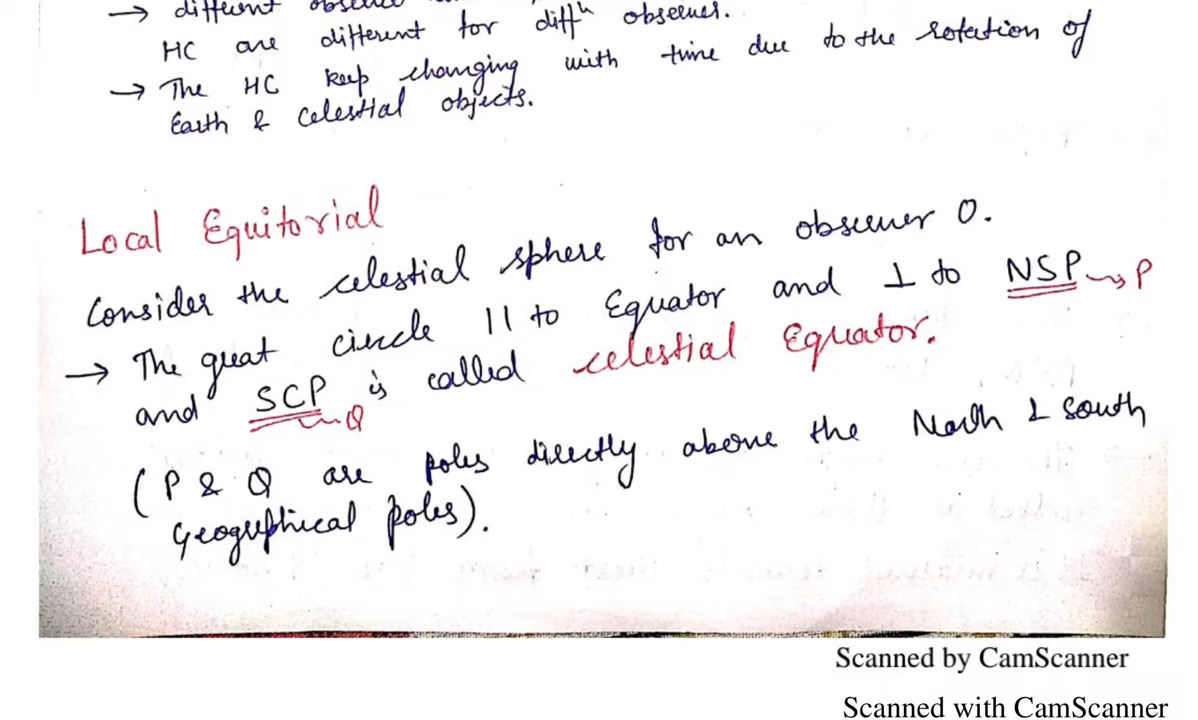 → different
HC are different for diffn obseeues.
→ The HC keep changing with time due to the rotation of
Earth & celestial objects.
Local Equitorial
Consider the celestial sphere for an obseuuer O.
→ The great circle || to Equator and ⊥ to NSP → P
and SCP → Q is called celestial Equator.
(P & Q are poles directly above the North & South
Geographical poles).
Scanned by CamScanner
Scanned with CamScanner